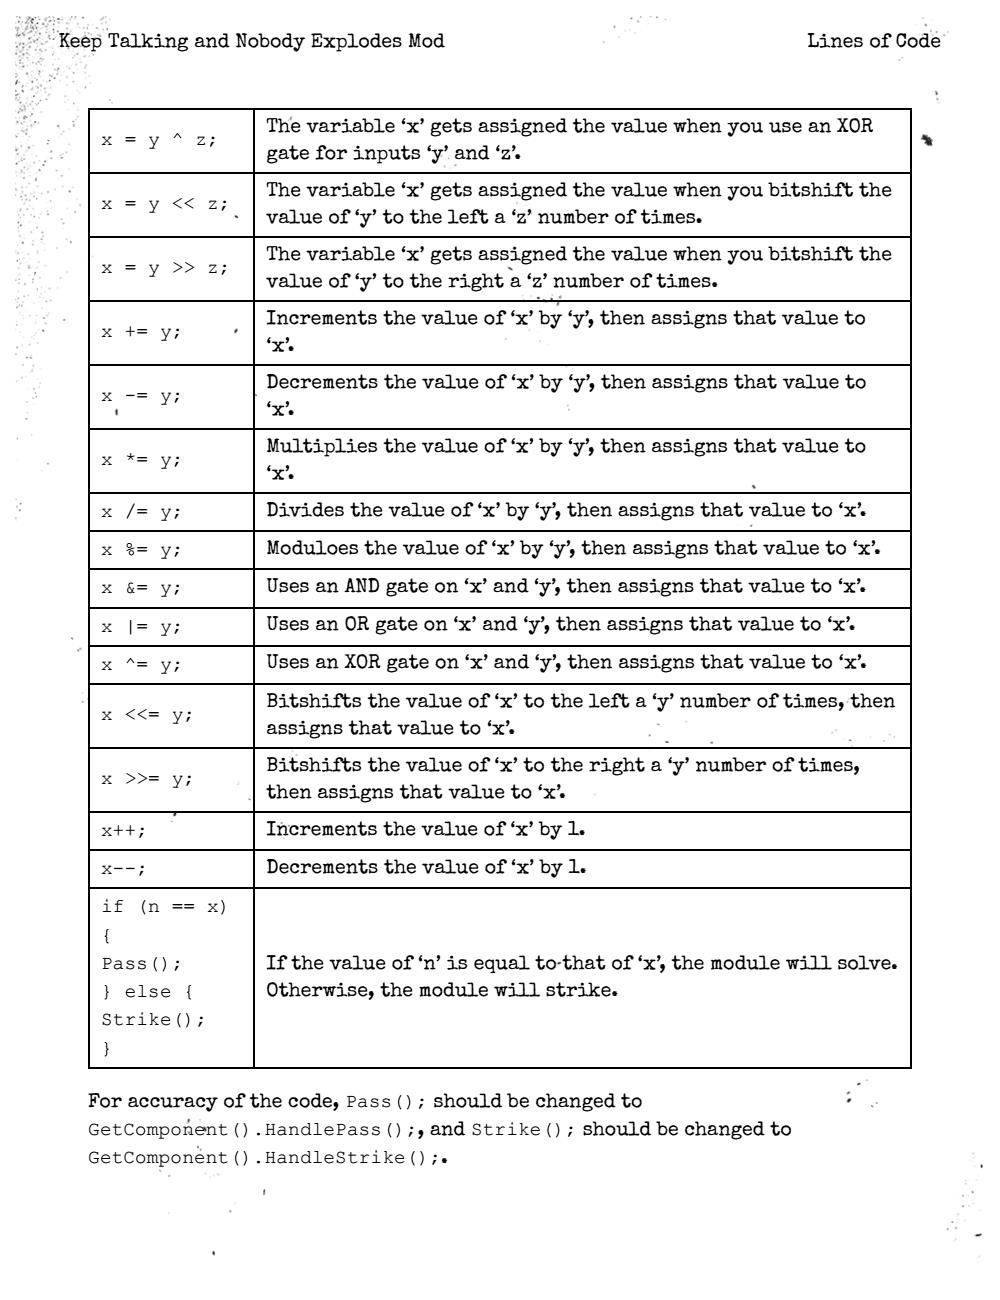 Keep Talking and Nobody Explodes Mod
Lines of Code
x = y ^ z;
The variable ‘x’ gets assigned the value when you use an XOR
gate for inputs ‘y’ and ‘z’.
x = y << z;
The variable ‘x’ gets assigned the value when you bitshift the
value of ‘y’ to the left a ‘z’ number of times.
x = y >> z;
The variable ‘x’ gets assigned the value when you bitshift the
value of ‘y’ to the right a ‘z’ number of times.
x += y;
Increments the value of ‘x’ by ‘y’, then assigns that value to
‘x’.
x -= y;
Decrements the value of ‘x’ by ‘y’, then assigns that value to
‘x’.
x *= y;
Multiplies the value of ‘x’ by ‘y’, then assigns that value to
‘x’.
x /= y;
Divides the value of ‘x’ by ‘y’, then assigns that value to ‘x’.
x %= y;
Moduloes the value of ‘x’ by ‘y’, then assigns that value to ‘x’.
x &= y;
Uses an AND gate on ‘x’ and ‘y’, then assigns that value to ‘x’.
x |= y;
Uses an OR gate on ‘x’ and ‘y’, then assigns that value to ‘x’.
x ^= y;
Uses an XOR gate on ‘x’ and ‘y’, then assigns that value to ‘x’.
x <<= y;
Bitshifts the value of ‘x’ to the left a ‘y’ number of times, then
assigns that value to ‘x’.
x >>= y;
Bitshifts the value of ‘x’ to the right a ‘y’ number of times,
then assigns that value to ‘x’.
x++;
Increments the value of ‘x’ by 1.
x--;
Decrements the value of ‘x’ by 1.
if (n == x)
{
Pass();
} else {
Strike();
}
If the value of ‘n’ is equal to that of ‘x’, the module will solve.
Otherwise, the module will strike.
For accuracy of the code, Pass(); should be changed to
GetComponent().HandlePass();, and Strike(); should be changed to
GetComponent().HandleStrike();.